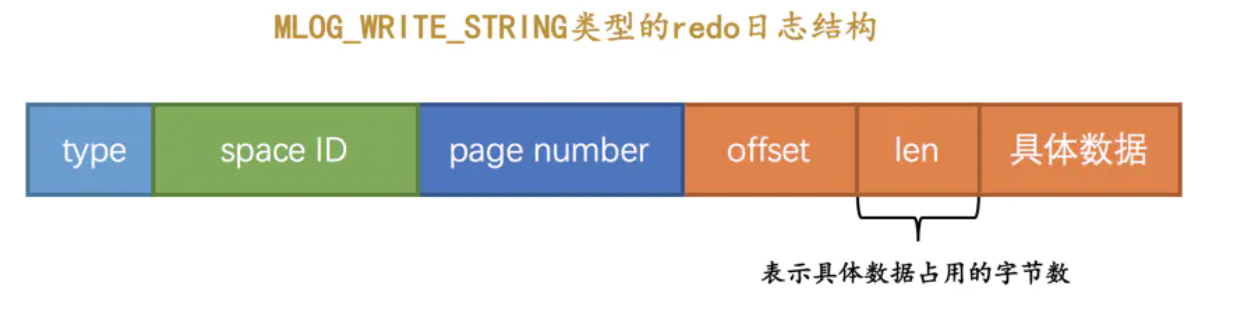 MLOG_WRITE_STRING类型的redo日志结构
type space ID page number offset len 具体数据
表示具体数据占用的字节数